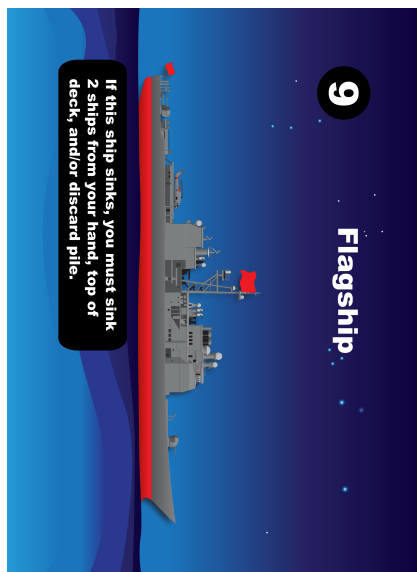 9
Flagship
If this ship sinks, you must sink
2 ships from your hand, top of
deck, and/or discard pile.